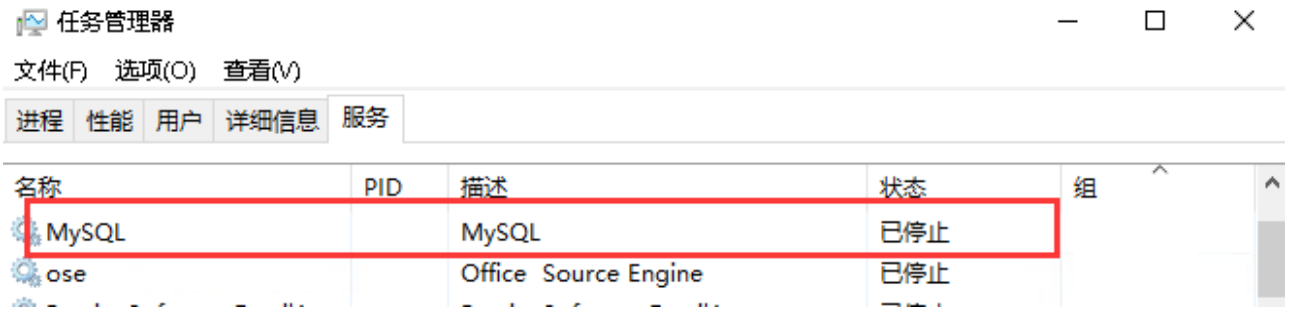 任务管理器
文件(F) 选项(O) 查看(V)
进程 性能 用户 详细信息 服务
名称 PID 描述 状态 组
MySQL MySQL 已停止
ose Office Source Engine 已停止